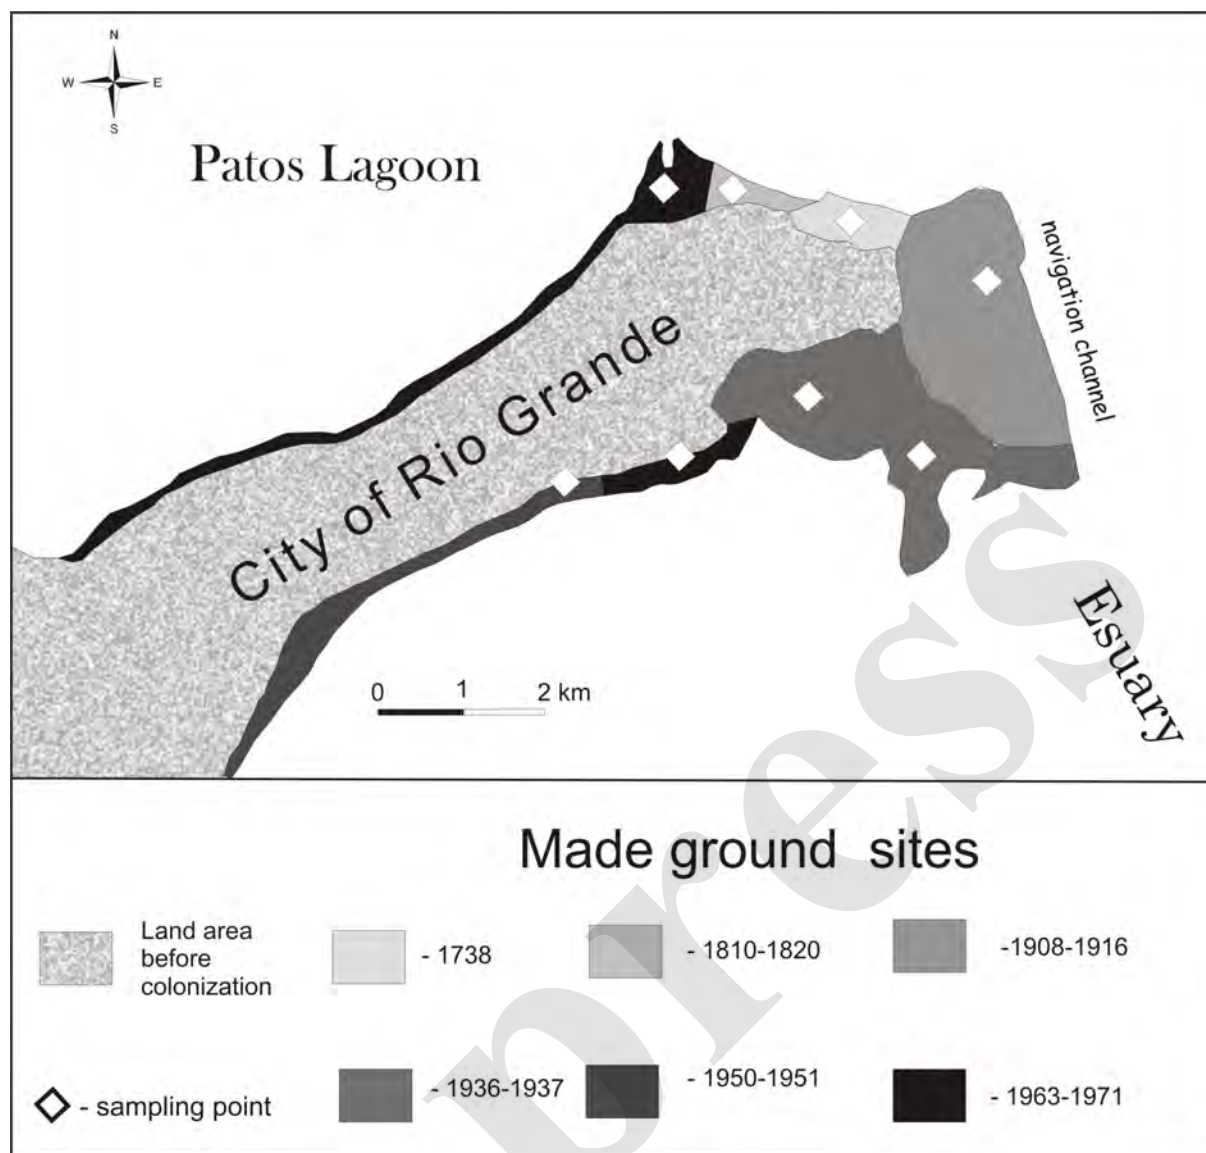 N
W E
S
Patos Lagoon
navigation channel
City of Rio Grande
0 1 2 km
Esuary
Made ground sites
Land area
before
colonization
- 1738
- 1810-1820
-1908-1916
- sampling point
- 1936-1937
- 1950-1951
- 1963-1971
press